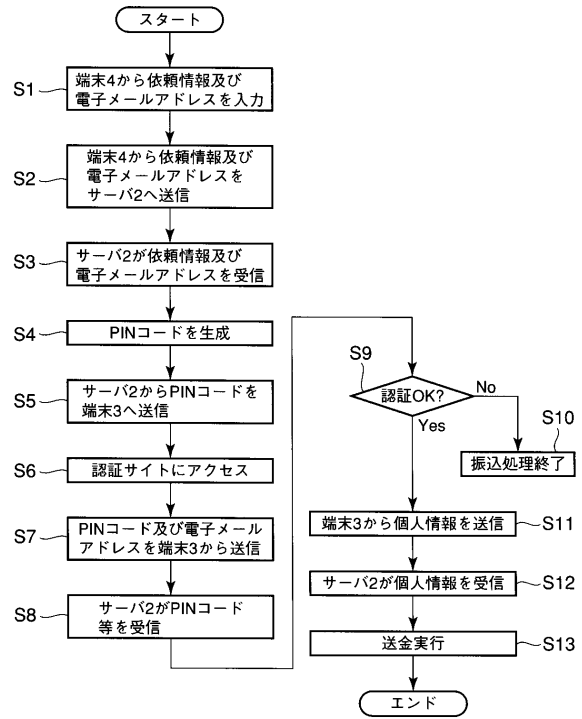 スタート
S1
端末4から依頼情報及び
電子メールアドレスを入力
S2
端末4から依頼情報及び
電子メールアドレスを
サーバ2へ送信
S3
サーバ2が依頼情報及び
電子メールアドレスを受信
S4
PINコードを生成
S5
サーバ2からPINコードを
端末3へ送信
S6
認証サイトにアクセス
S7
PINコード及び電子メール
アドレスを端末3から送信
S8
サーバ2がPINコード
等を受信
S9
認証OK?
No
Yes
S10
振込処理終了
端末3から個人情報を送信
S11
サーバ2が個人情報を受信
S12
送金実行
S13
エンド